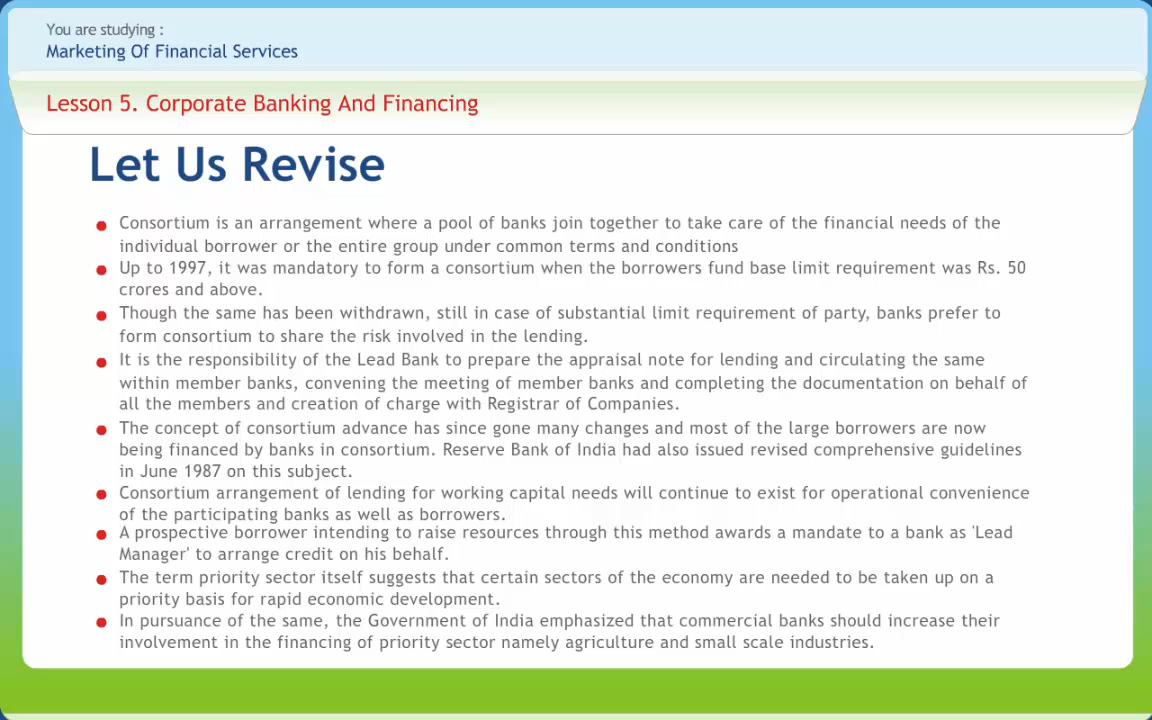 You are studying :
Marketing Of Financial Services
Lesson 5. Corporate Banking And Financing
Let Us Revise
Consortium is an arrangement where a pool of banks join together to take care of the financial needs of the
individual borrower or the entire group under common terms and conditions
Up to 1997, it was mandatory to form a consortium when the borrowers fund base limit requirement was Rs. 50
crores and above.
Though the same has been withdrawn, still in case of substantial limit requirement of party, banks prefer to
form consortium to share the risk involved in the lending.
It is the responsibility of the Lead Bank to prepare the appraisal note for lending and circulating the same
within member banks, convening the meeting of member banks and completing the documentation on behalf of
all the members and creation of charge with Registrar of Companies.
The concept of consortium advance has since gone many changes and most of the large borrowers are now
being financed by banks in consortium. Reserve Bank of India had also issued revised comprehensive guidelines
in June 1987 on this subject.
Consortium arrangement of lending for working capital needs will continue to exist for operational convenience
of the participating banks as well as borrowers.
A prospective borrower intending to raise resources through this method awards a mandate to a bank as 'Lead
Manager' to arrange credit on his behalf.
The term priority sector itself suggests that certain sectors of the economy are needed to be taken up on a
priority basis for rapid economic development.
In pursuance of the same, the Government of India emphasized that commercial banks should increase their
involvement in the financing of priority sector namely agriculture and small scale industries.